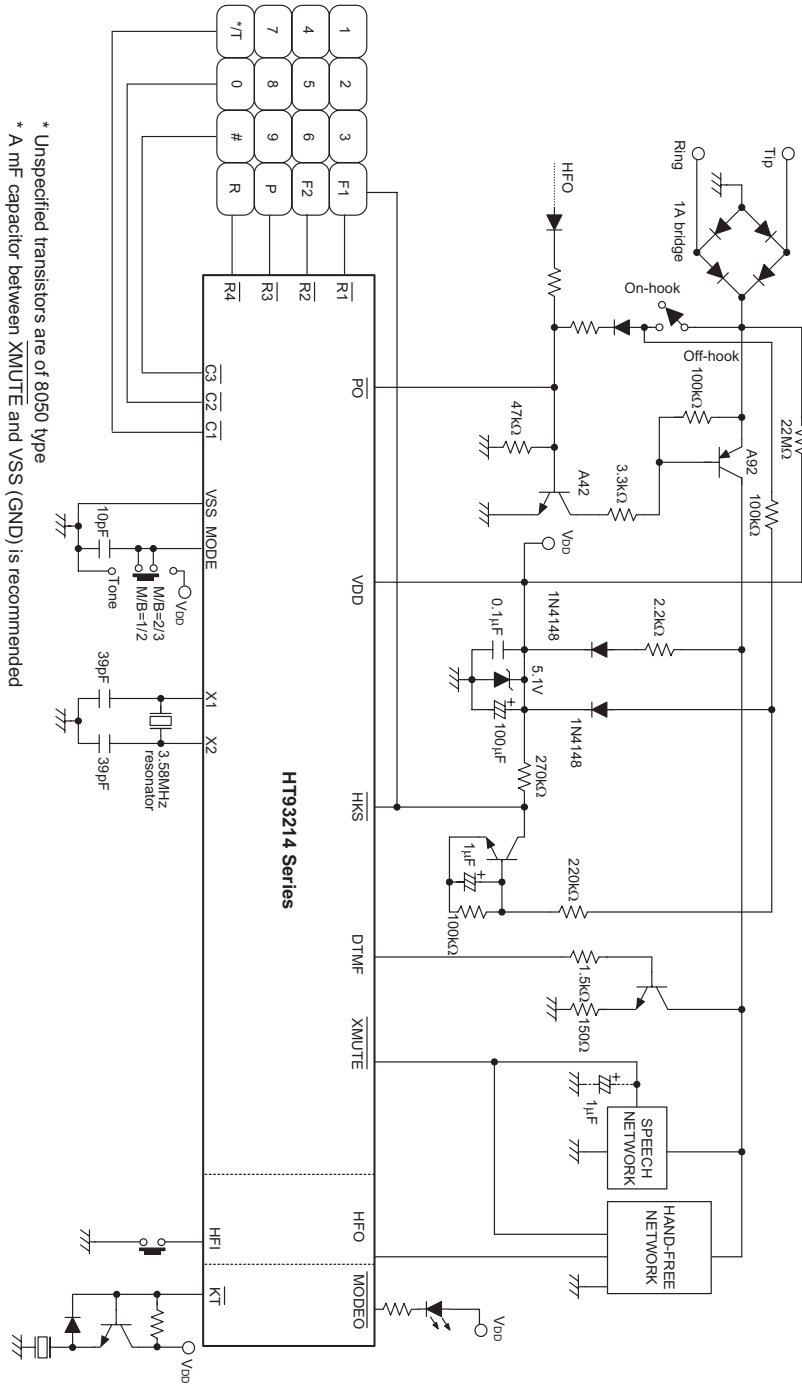 Tip
Ring
1A bridge
HFO
On-hook
Off-hook
22MΩ
A92
100kΩ
100kΩ
3.3kΩ
A42
47kΩ
VDD
2.2kΩ
1N4148
1N4148
5.1V
0.1μF
100μF
270kΩ
220kΩ
1μF
100kΩ
1.5kΩ
150Ω
1μF
SPEECH
NETWORK
HAND-FREE
NETWORK
VDD
1 2 3 F1
4 5 6 F2
7 8 9 P
*/T 0 # R
R1
R2
R3
R4
PO
VDD
HKS
DTMF
XMUTE
HFO
MODEO
HT93214 Series
C3
C2
C1
VSS
MODE
X1
X2
HFI
KT
10pF
Tone
M/B=1/2
M/B=2/3
VDD
39pF
39pF
3.58MHz
resonator
VDD
* Unspecified transistors are of 8050 type
* A mF capacitor between XMUTE and VSS (GND) is recommended